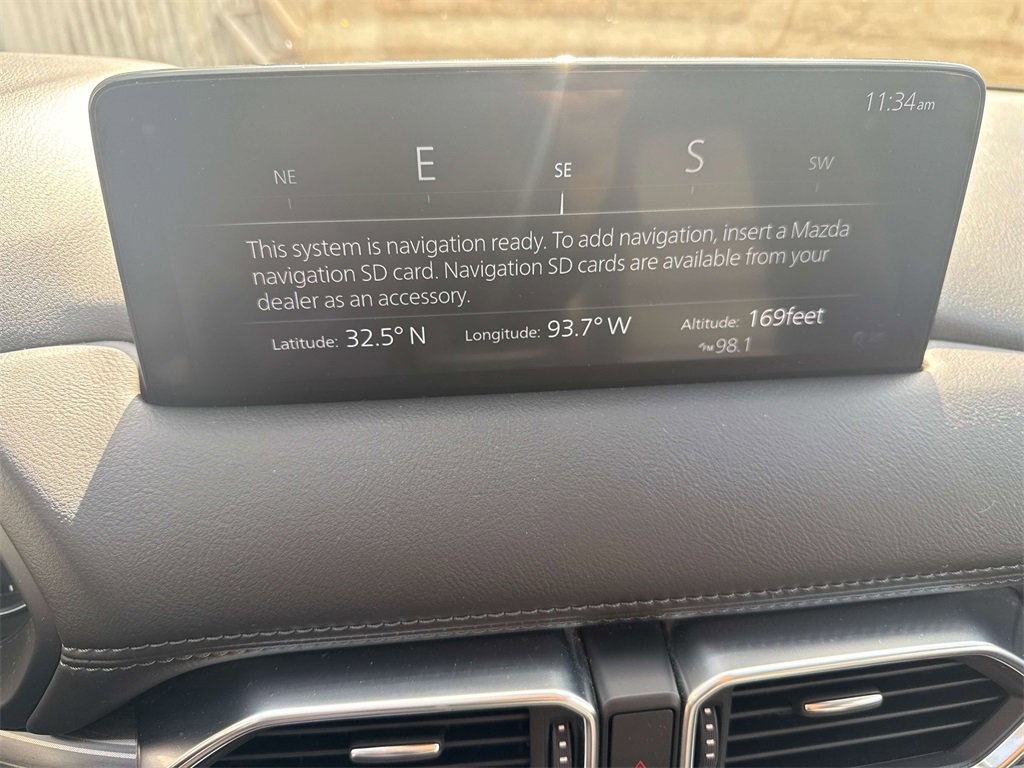 11:34am
NE E SE S SW
This system is navigation ready. To add navigation, insert a Mazda
navigation SD card. Navigation SD cards are available from your
dealer as an accessory.
Latitude: 32.5° N Longitude: 93.7° W Altitude: 169feet
FM 98.1